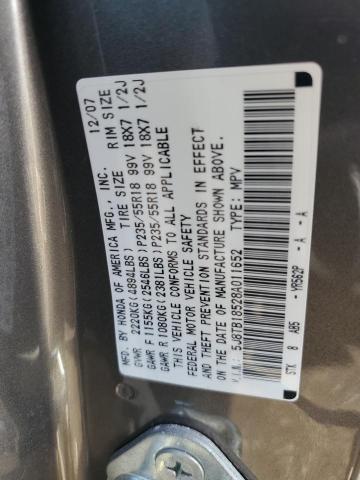 MFD. BY HONDA OF AMERICA MFG., INC. 12/07
GVWR 2220KG(4894LBS) TIRE SIZE RIM SIZE
GAWR F 1155KG(2546LBS)P235/55R18 99V 18X7 1/2J
GAWR R 1080KG(2381LBS)P235/55R18 99V 18X7 1/2J
THIS VEHICLE CONFORMS TO ALL APPLICABLE
FEDERAL MOTOR VEHICLE SAFETY
AND THEFT PREVENTION STANDARDS IN EFFECT
ON THE DATE OF MANUFACTURE SHOWN ABOVE.
V.I.N.: 5J8TB18528A011652 TYPE: MPV
STX 8 ABS -YR562P - A - A